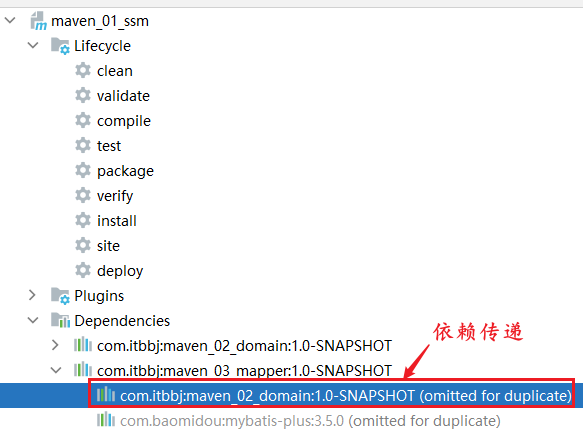 maven_01_ssm
Lifecycle
clean
validate
compile
test
package
verify
install
site
deploy
Plugins
Dependencies
依赖传递
com.itbbj:maven_02_domain:1.0-SNAPSHOT
com.itbbj:maven_03_mapper:1.0-SNAPSHOT
com.itbbj:maven_02_domain:1.0-SNAPSHOT (omitted for duplicate)
com.baomidou:mybatis-plus:3.5.0 (omitted for duplicate)